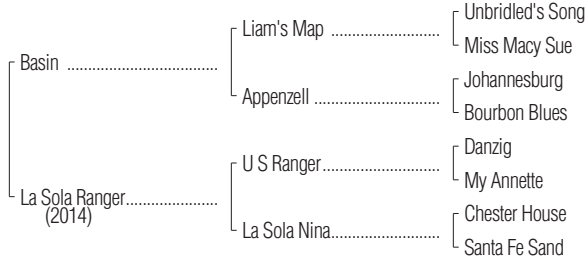 Unbridled's Song
Liam's Map ........................
Miss Macy Sue
Basin .................................
Johannesburg
Appenzell ...........................
Bourbon Blues
Danzig
U S Ranger.........................
My Annette
La Sola Ranger....................
(2014)
Chester House
La Sola Nina.......................
Santa Fe Sand